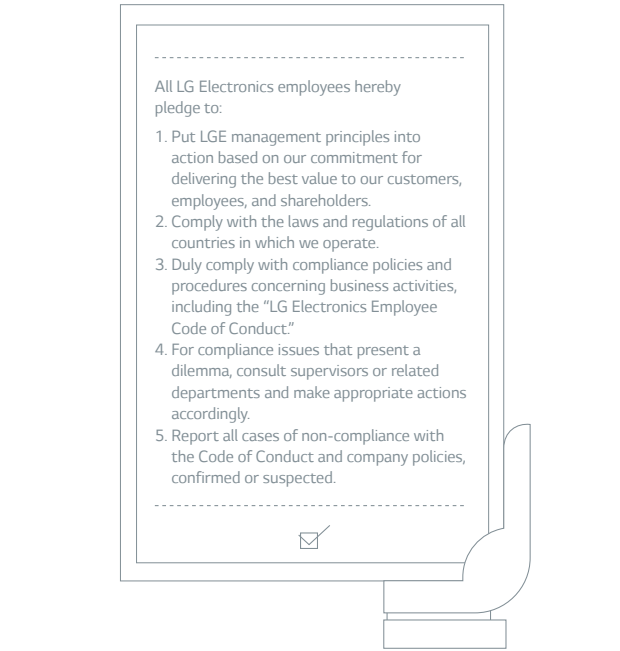 All LG Electronics employees hereby
pledge to:
1. Put LGE management principles into
action based on our commitment for
delivering the best value to our customers,
employees, and shareholders.
2. Comply with the laws and regulations of all
countries in which we operate.
3. Duly comply with compliance policies and
procedures concerning business activities,
including the “LG Electronics Employee
Code of Conduct.”
4. For compliance issues that present a
dilemma, consult supervisors or related
departments and make appropriate actions
accordingly.
5. Report all cases of non-compliance with
the Code of Conduct and company policies,
confirmed or suspected.